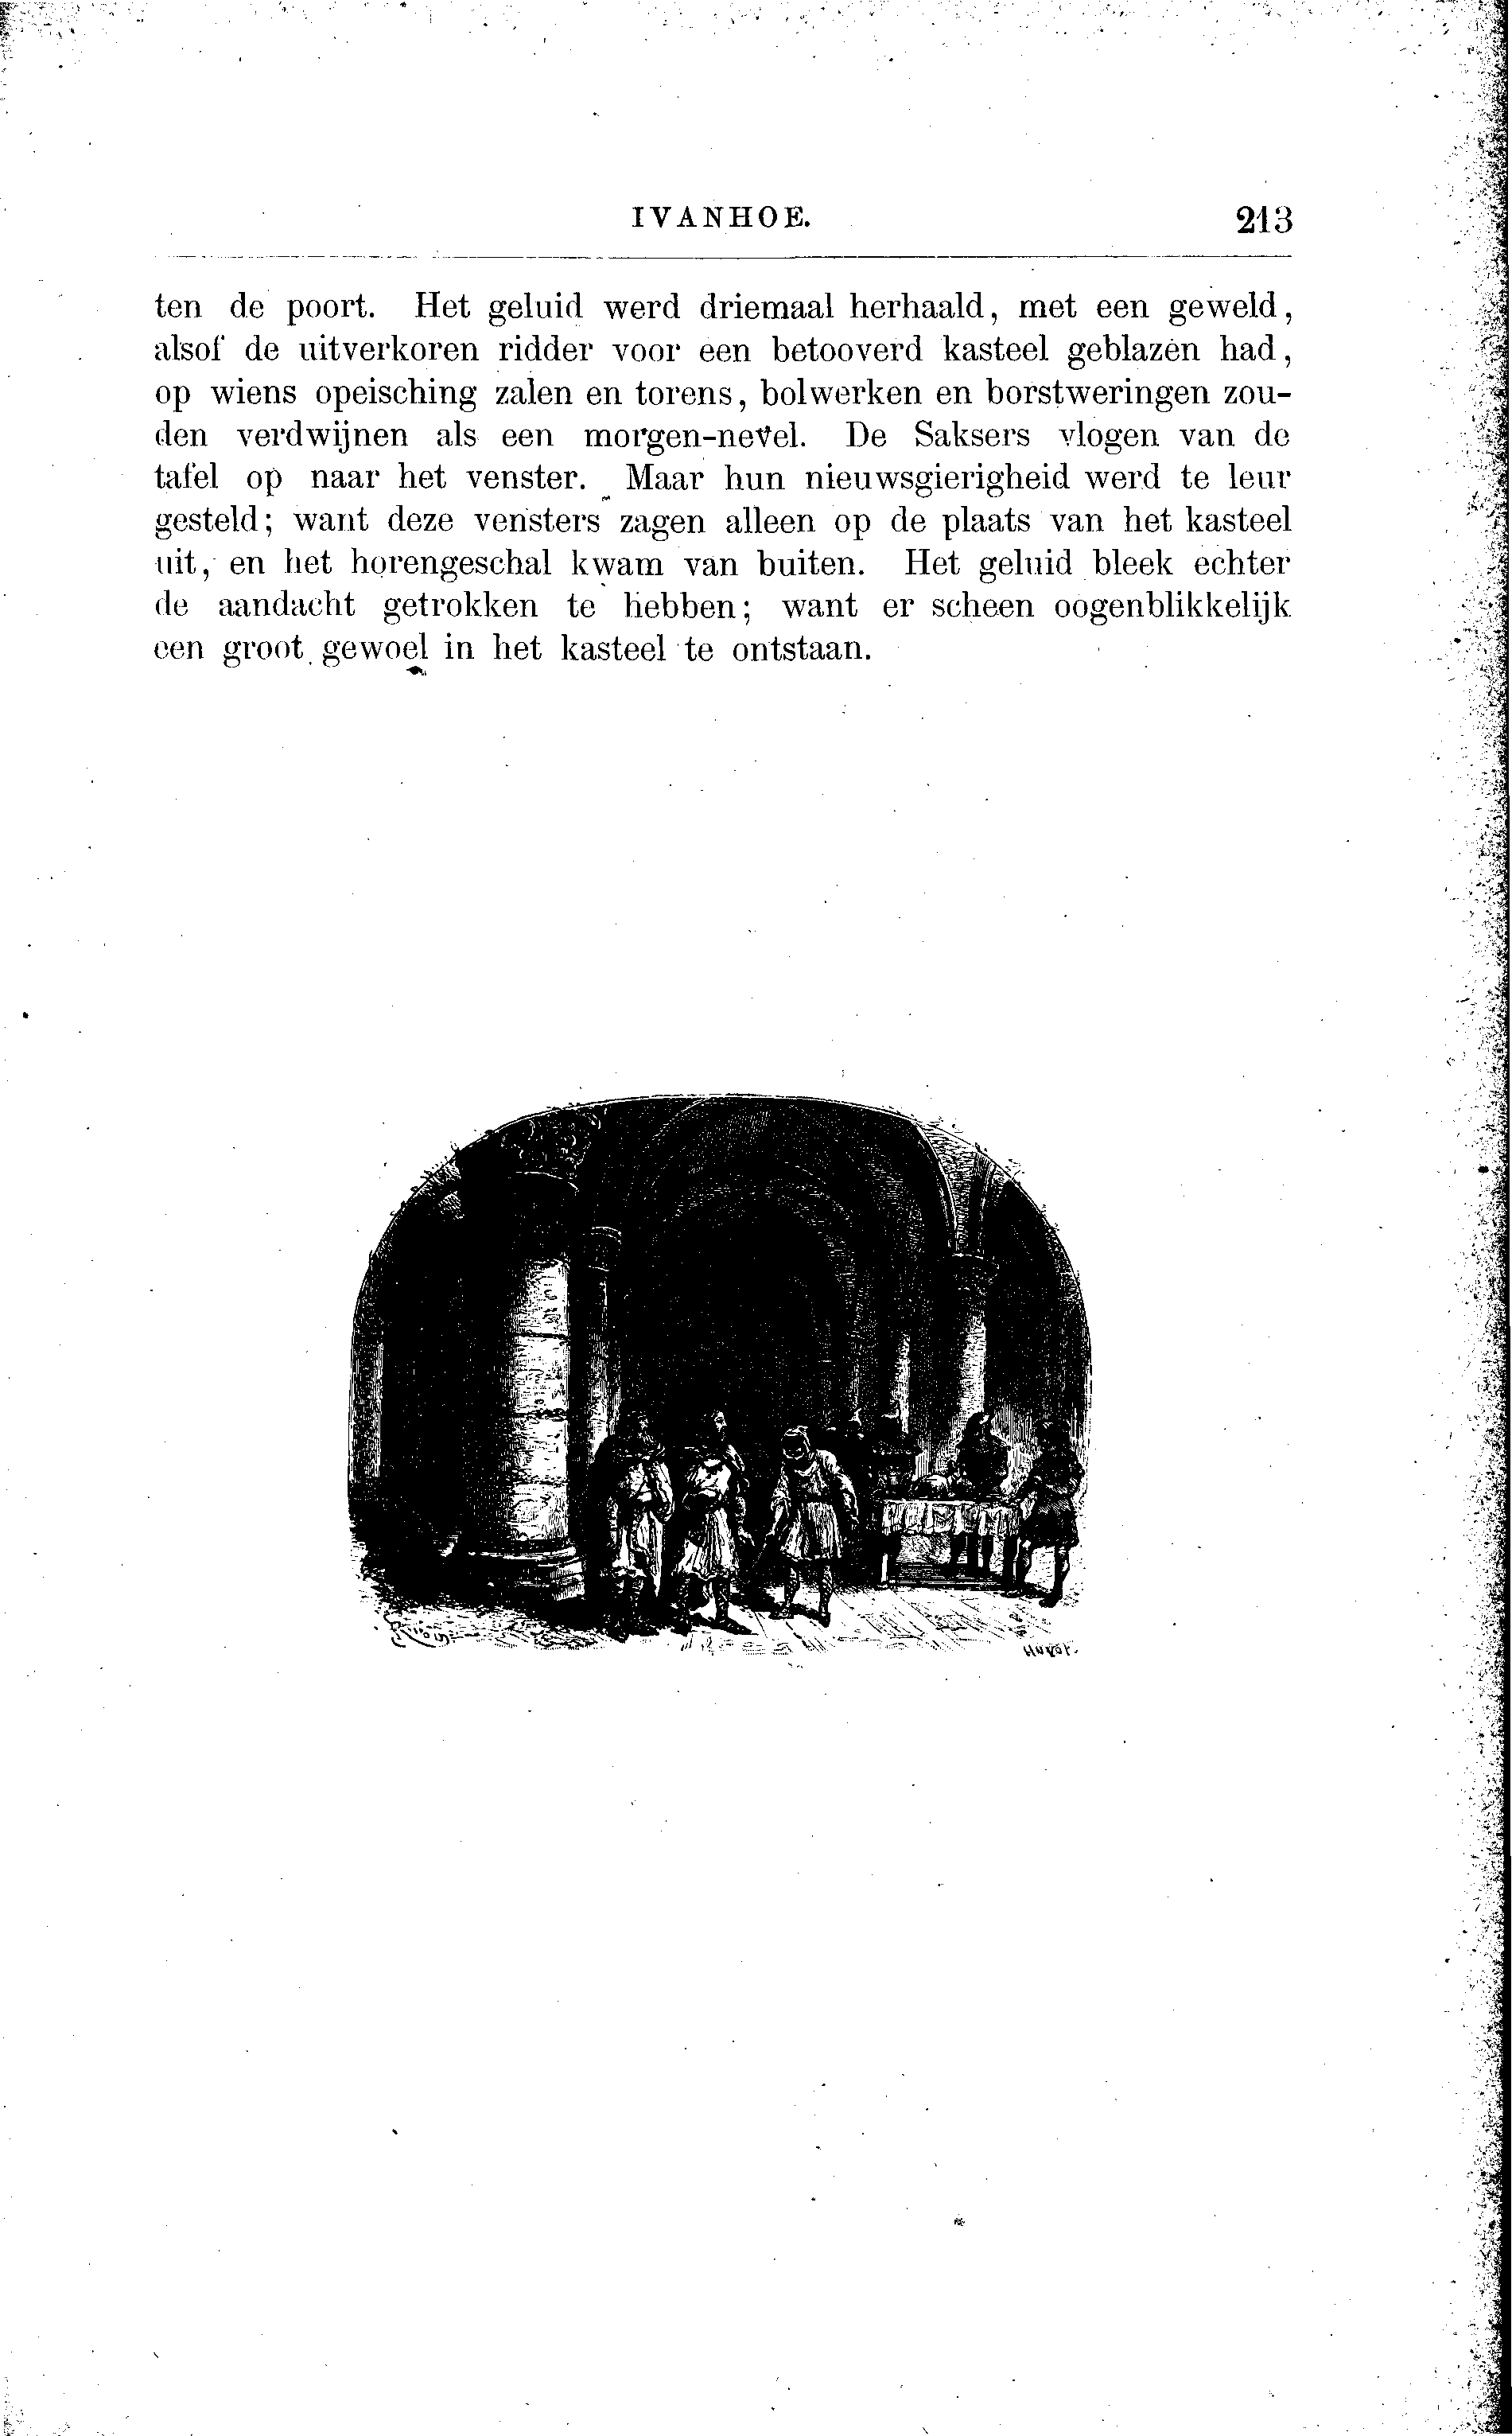 IVANHOE. 213
ten de poort. Het geluid werd driemaal herhaald, met een geweld,
alsof de uitverkoren ridder voor een betooverd kasteel geblazen had,
op wiens opeisching zalen en torens, bolwerken en borstweringen zou-
den verdwijnen als een morgen-nevel. De Saksers vlogen van de
tafel op naar het venster. Maar hun nieuwsgierigheid werd te leur
gesteld; want deze vensters zagen alleen op de plaats van het kasteel
uit, en het horengeschal kwam van buiten. Het geluid bleek echter
de aandacht getrokken te hebben; want er scheen oogenblikkelijk
een groot gewoel in het kasteel te ontstaan.